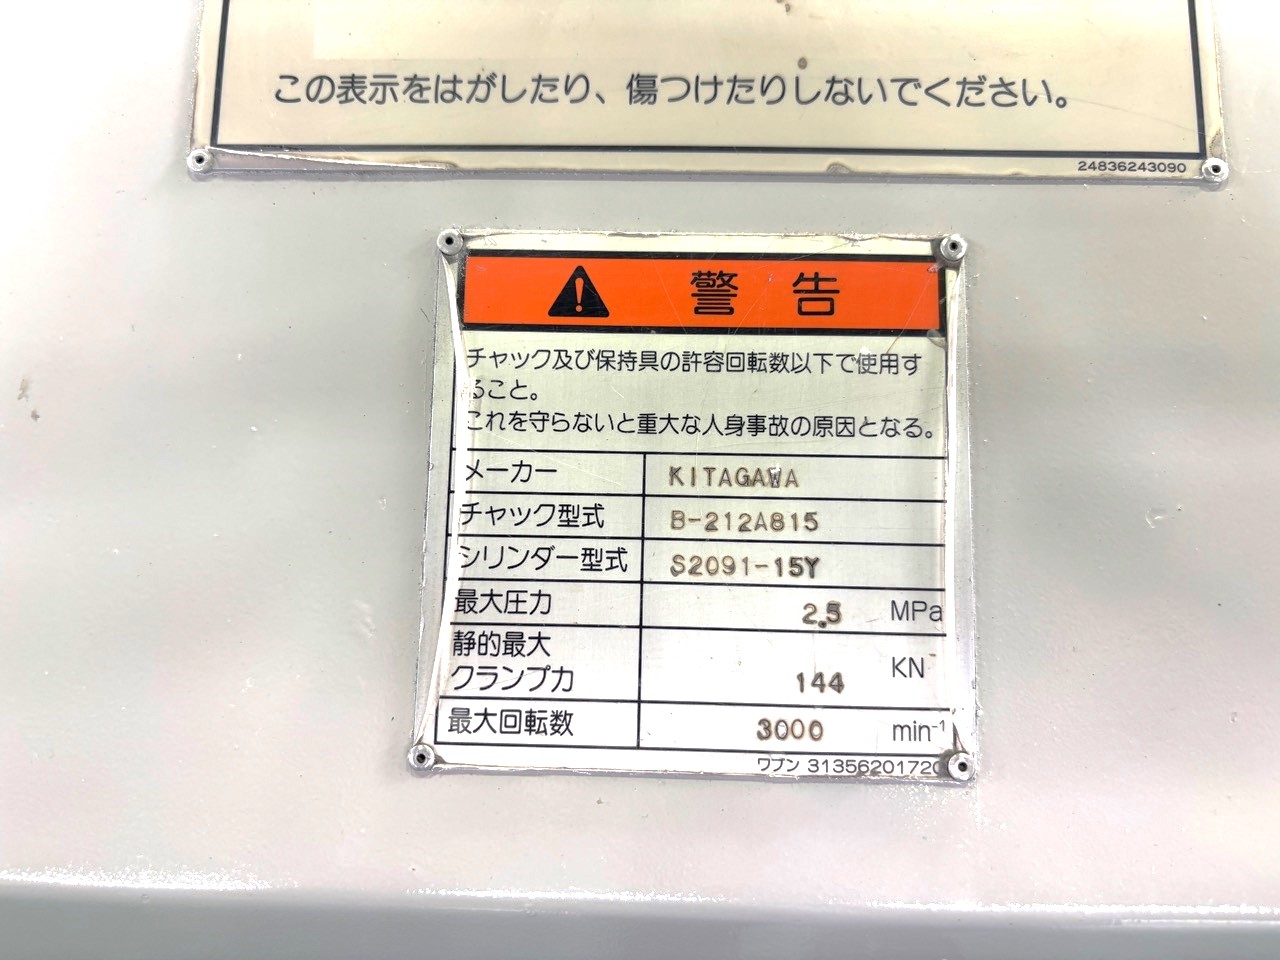 この表示をはがしたり、傷つけたりしないでください。
24836243090
警告
チャック及び保持具の許容回転数以下で使用す
ること。
これを守らないと重大な人身事故の原因となる。
メーカー KITAGAWA
チャック型式 B-212A815
シリンダー型式 S2091-15Y
最大圧力 2.5 MPa
静的最大
クランプ力 144 KN
最大回転数 3000 min⁻¹
ワブン 31356201720